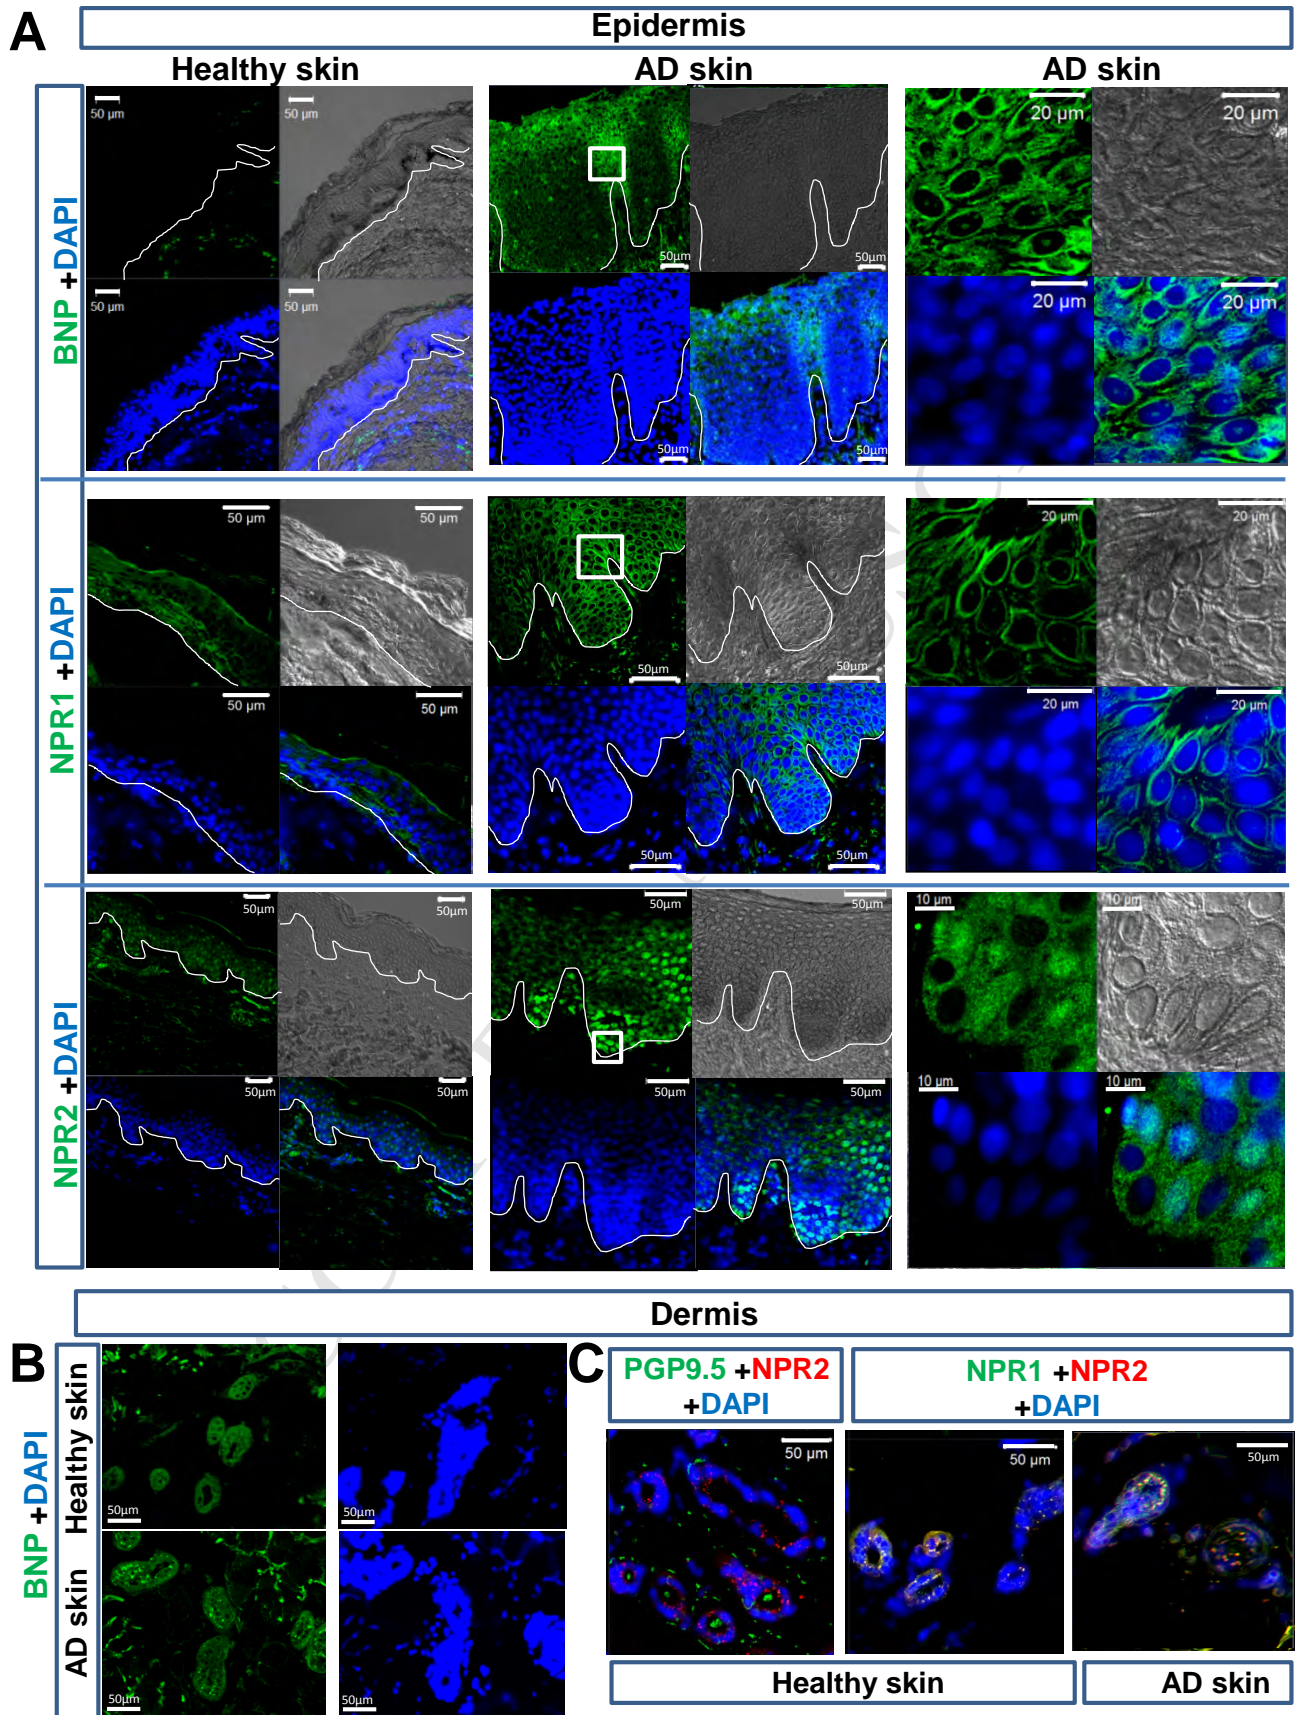 A
Epidermis
Healthy skin
AD skin
AD skin
BNP +DAPI
50 µm
50 µm
50 µm
50 µm
50µm
50µm
50µm
50µm
20 µm
20 µm
20 µm
20 µm
NPR1 +DAPI
50 µm
50 µm
50 µm
50 µm
50µm
50µm
50µm
50µm
20 µm
20 µm
20 µm
20 µm
NPR2 +DAPI
50µm
50µm
50µm
50µm
50µm
50µm
50µm
50µm
10 µm
10 µm
10 µm
10 µm
Dermis
B
BNP +DAPI
Healthy skin
AD skin
50µm
50µm
50µm
50µm
C
PGP9.5 +NPR2
+DAPI
NPR1 +NPR2
+DAPI
50 µm
50 µm
50µm
Healthy skin
AD skin